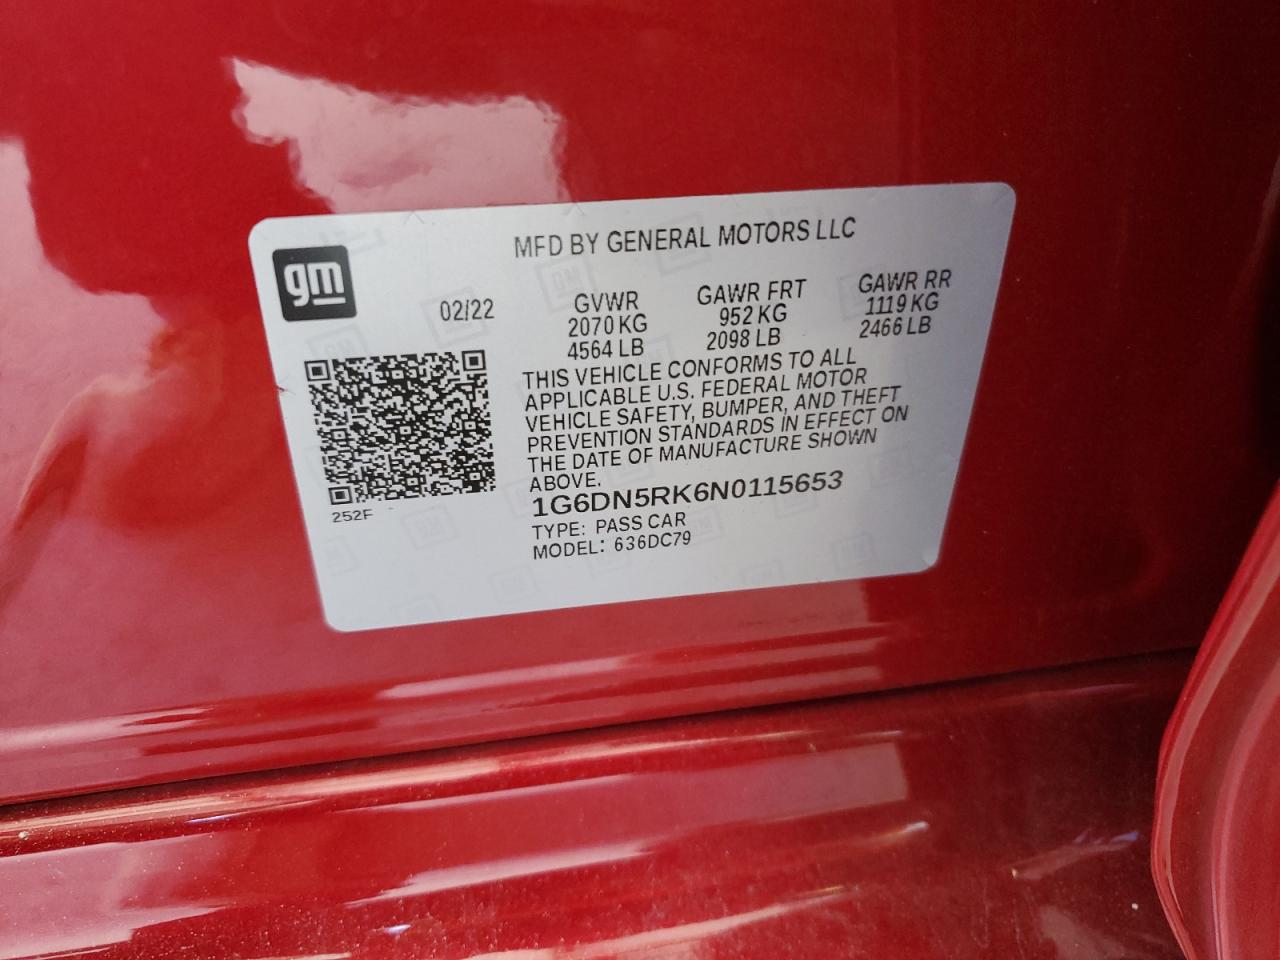 MFD BY GENERAL MOTORS LLC
gm
02/22
GVWR GAWR FRT GAWR RR
2070 KG 952 KG 1119 KG
4564 LB 2098 LB 2466 LB
THIS VEHICLE CONFORMS TO ALL
APPLICABLE U.S. FEDERAL MOTOR
VEHICLE SAFETY, BUMPER, AND THEFT
PREVENTION STANDARDS IN EFFECT ON
THE DATE OF MANUFACTURE SHOWN
ABOVE.
1G6DN5RK6N0115653
252F
TYPE: PASS CAR
MODEL: 636DC79